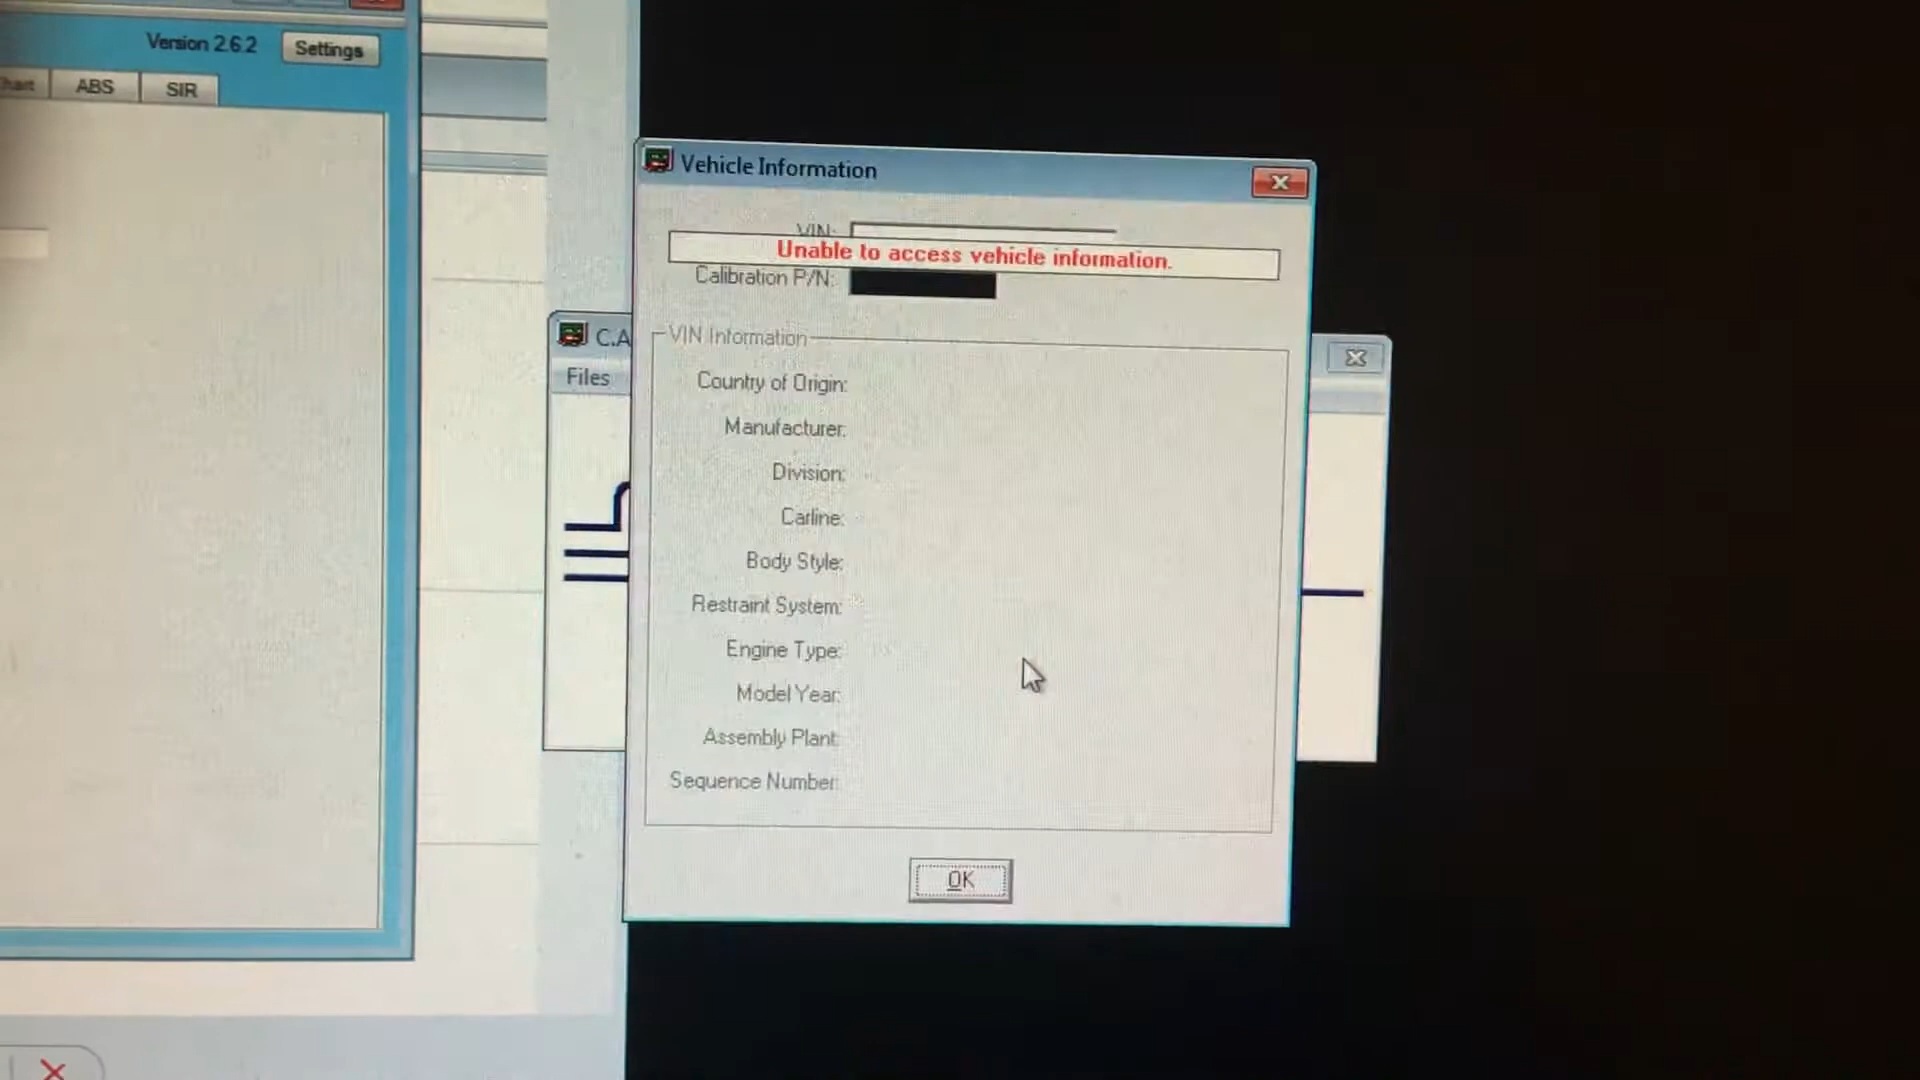 Version 2.6.2
Settings
ABS
SIR
Vehicle Information
VIN:
Unable to access vehicle information.
Calibration P/N:
C.A
Files
VIN Information
Country of Origin:
Manufacturer:
Division:
Carline:
Body Style:
Restraint System:
Engine Type:
Model Year:
Assembly Plant:
Sequence Number:
OK